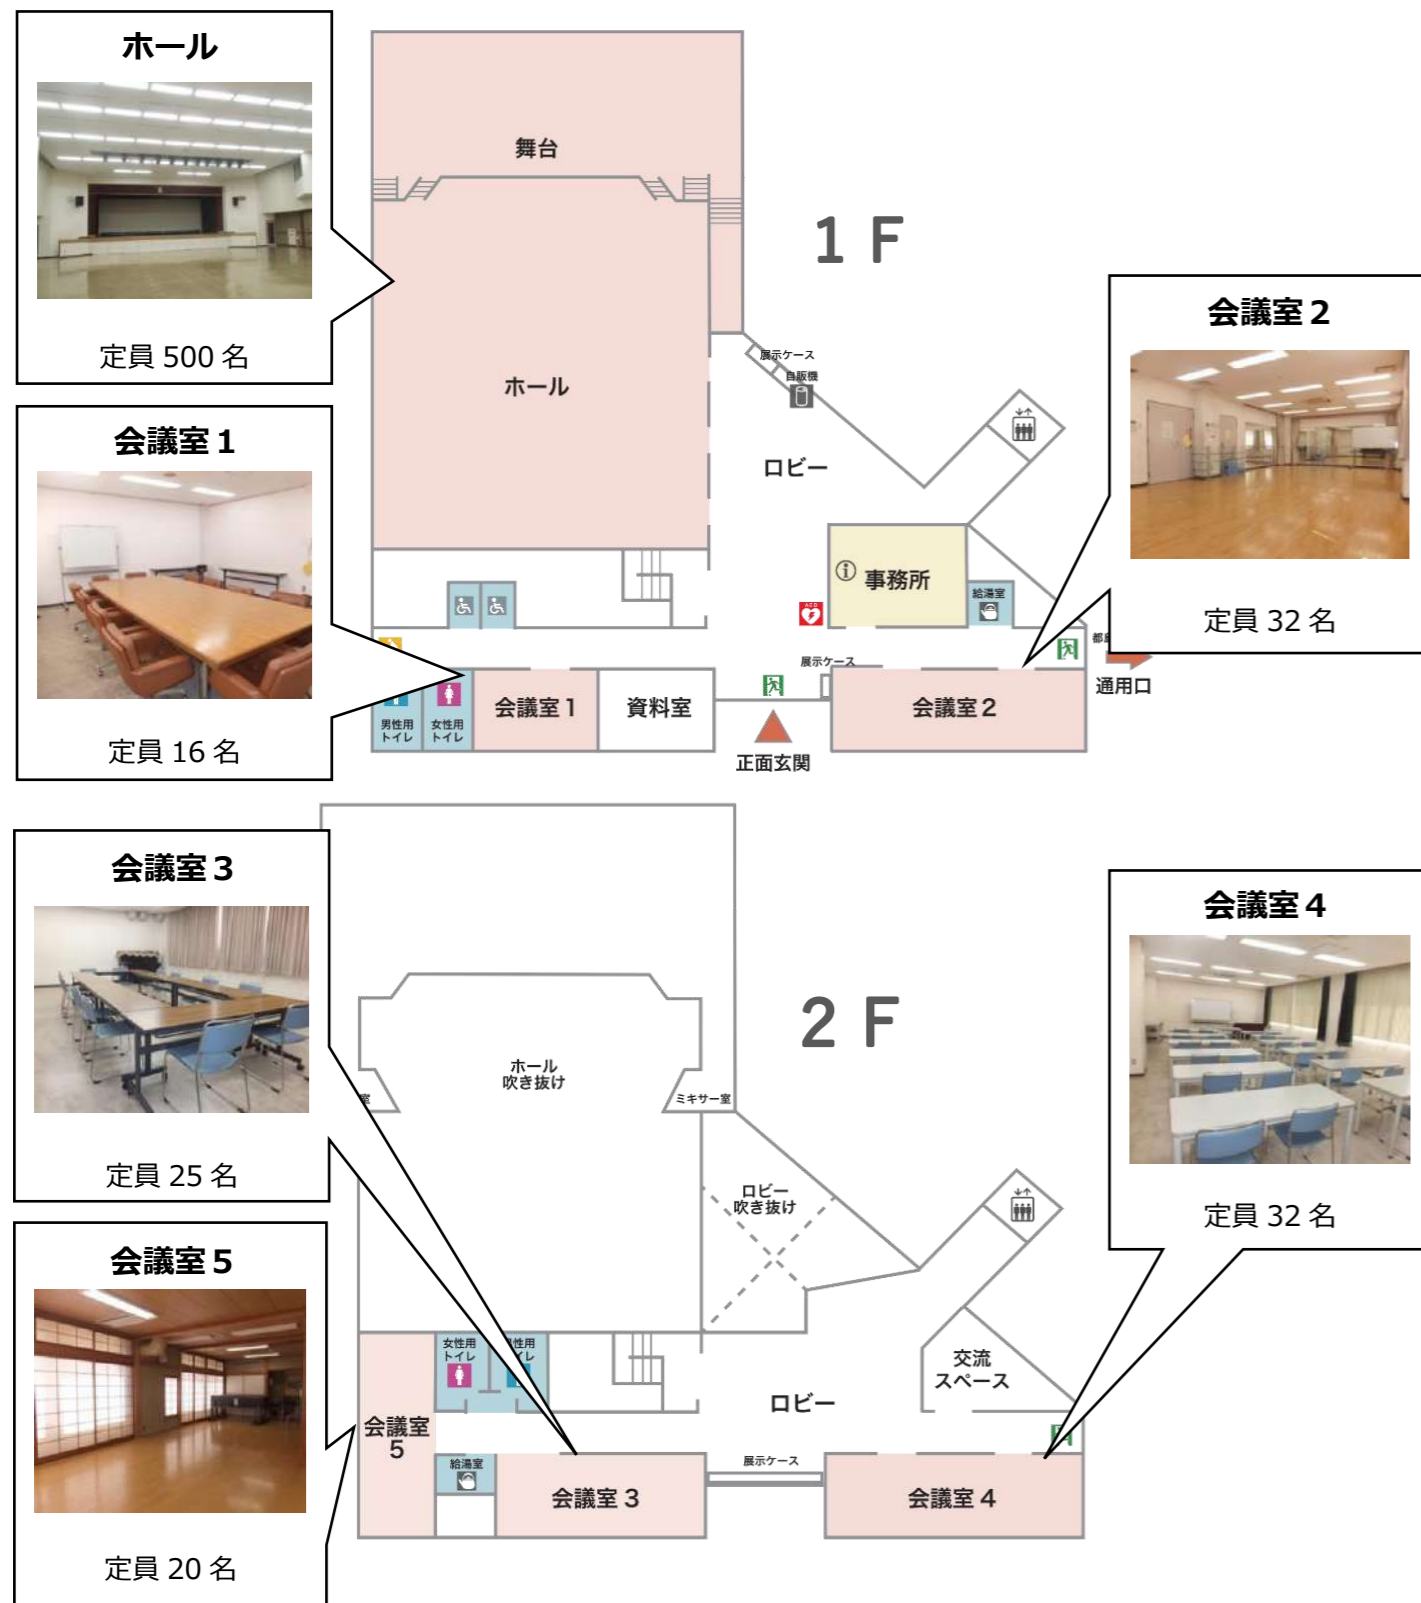 ホール
定員 500 名
会議室１
定員 16 名
舞台
ホール
１Ｆ
展示ケース
自販機
ロビー
会議室２
定員 32 名
事務所
給湯室
AED
展示ケース
通用口
男性用
トイレ
女性用
トイレ
会議室１
資料室
正面玄関
会議室２
会議室３
定員 25 名
会議室５
定員 20 名
２Ｆ
ホール
吹き抜け
室
ミキサー室
ロビー
吹き抜け
会議室４
定員 32 名
女性用
トイレ
性用
イレ
交流
スペース
ロビー
会議室
5
給湯室
展示ケース
会議室３
会議室４